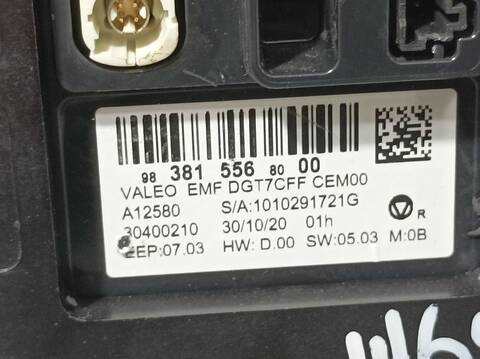 98 381 556 80 00
VALEO EMF DGT7CFF CEM00
A12580 S/A:1010291721G
30400210 30/10/20 01h
EEP:07.03 HW: D.00 SW:05.03 M:0B
R